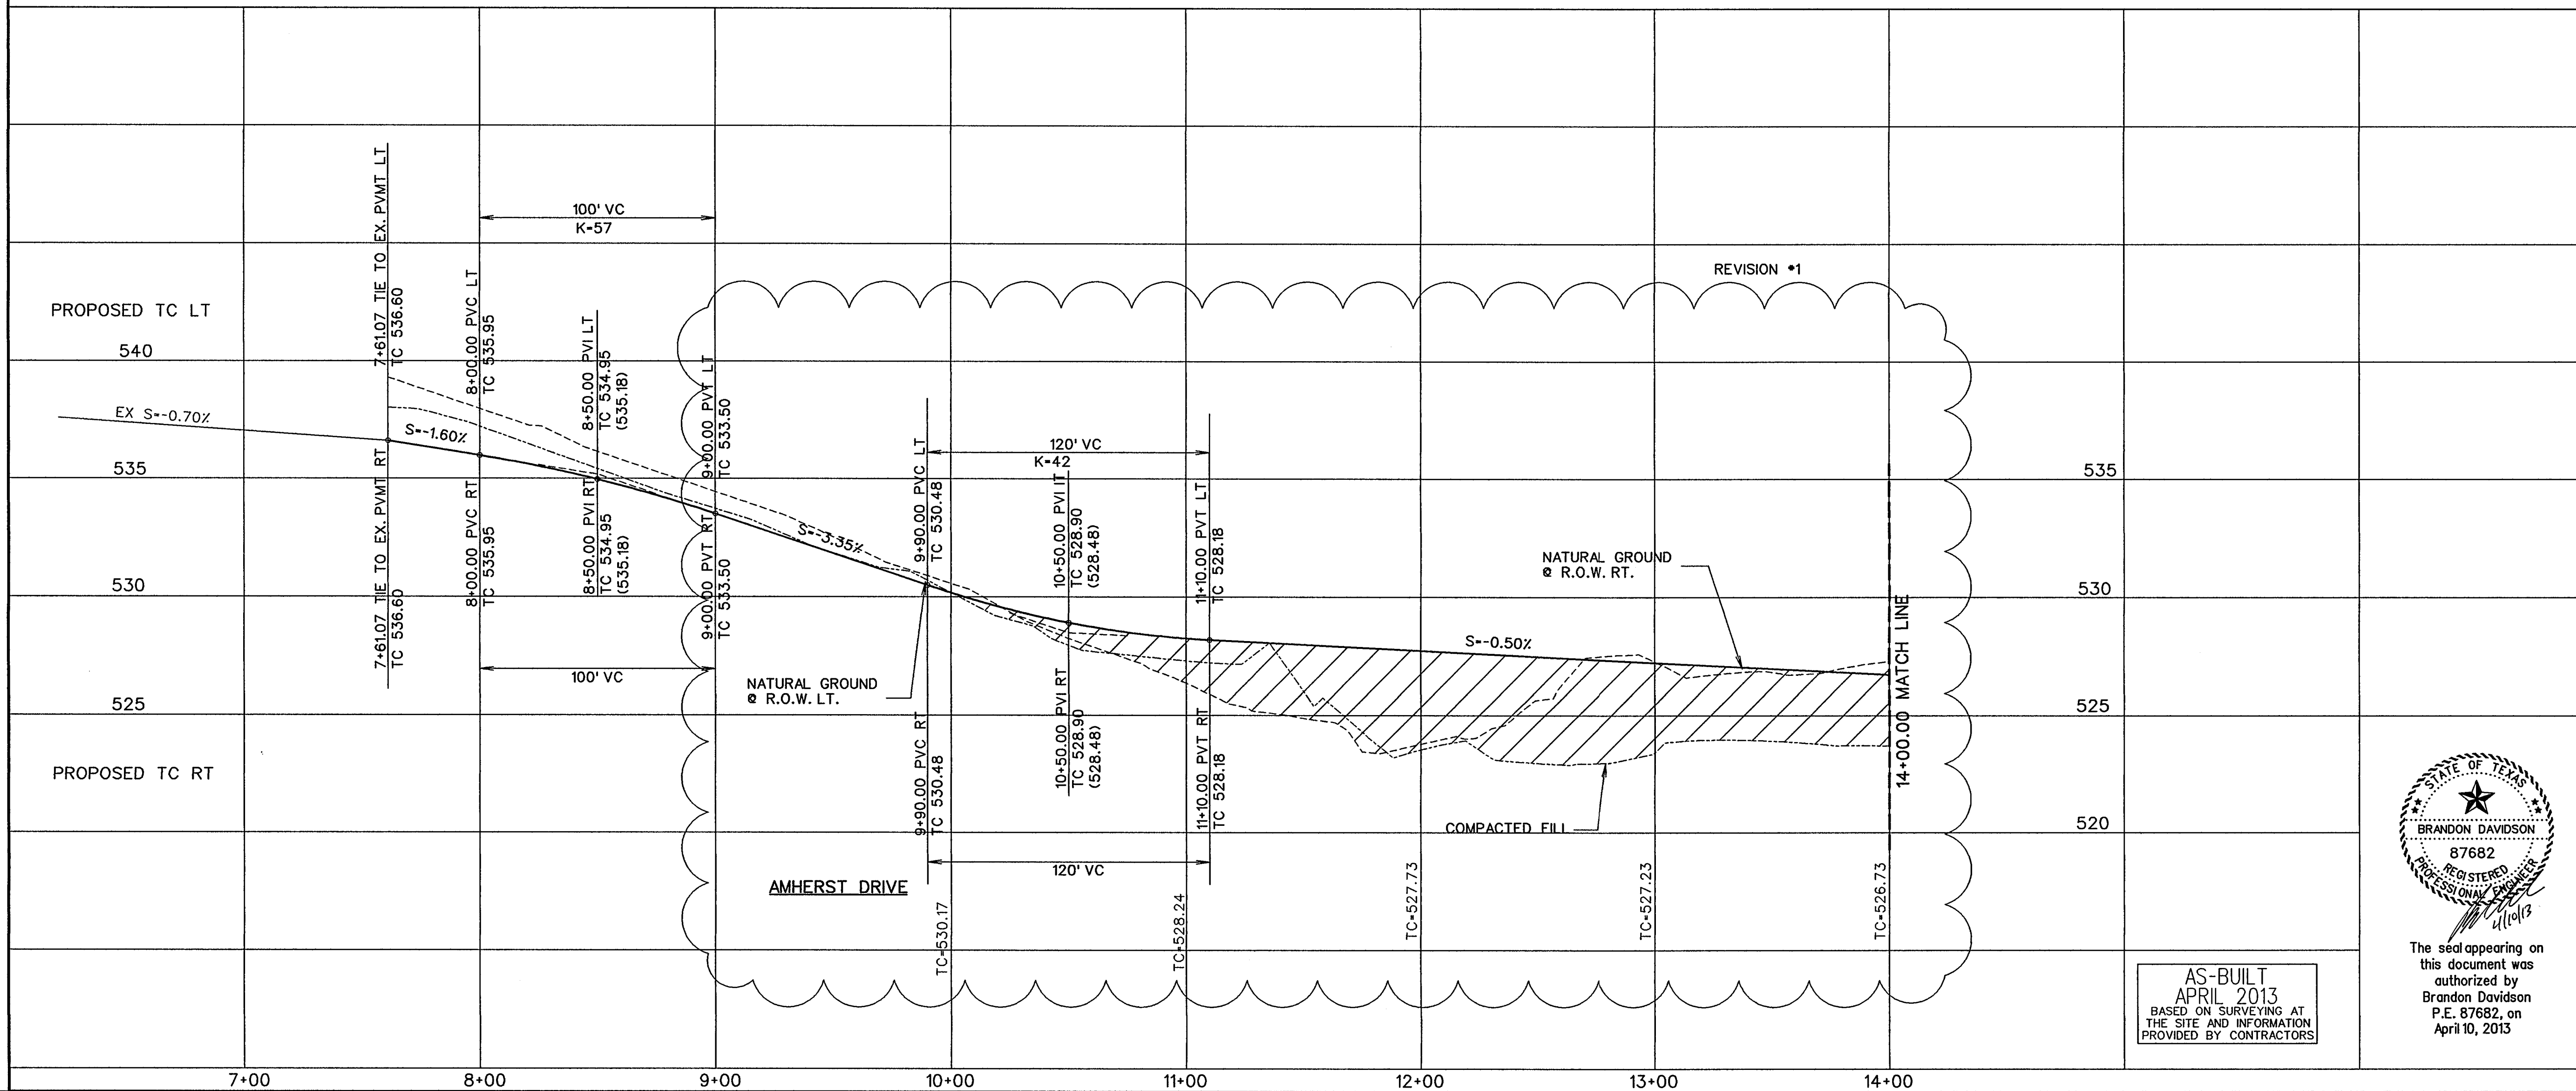 REVISION #1
100' VC
K=57
PROPOSED TC LT
540
535
530
525
PROPOSED TC RT
EX S=-0.70%
S=-1.60%
7+61.07 TIE TO EX. PVMT LT
TC 536.60
7+61.07 TIE TO EX. PVMT RT
TC 536.60
8+00.00 PVC LT
TC 535.95
8+00.00 PVC RT
TC 535.95
8+50.00 PVI LT
TC 534.95
(535.18)
8+50.00 PVI RT
TC 534.95
(535.18)
9+00.00 PVT LT
TC 533.50
9+00.00 PVT RT
TC 533.50
100' VC
S=-3.35%
120' VC
K=42
9+90.00 PVC LT
TC 530.48
9+90.00 PVC RT
TC 530.48
10+50.00 PVI IT
TC 528.90
(528.48)
10+50.00 PVI RT
TC 528.90
(528.48)
11+10.00 PVT LT
TC 528.18
11+10.00 PVT RT
TC 528.18
120' VC
NATURAL GROUND
@ R.O.W. LT.
NATURAL GROUND
@ R.O.W. RT.
S=-0.50%
COMPACTED FILL
14+00.00 MATCH LINE
AMHERST DRIVE
TC=530.17
TC=528.24
TC=527.73
TC=527.23
TC=526.73
535
530
525
520
STATE OF TEXAS
BRANDON DAVIDSON
87682
REGISTERED
PROFESSIONAL ENGINEER
4/10/13
The seal appearing on
this document was
authorized by
Brandon Davidson
P.E. 87682, on
April 10, 2013
AS-BUILT
APRIL 2013
BASED ON SURVEYING AT
THE SITE AND INFORMATION
PROVIDED BY CONTRACTORS
7+00
8+00
9+00
10+00
11+00
12+00
13+00
14+00